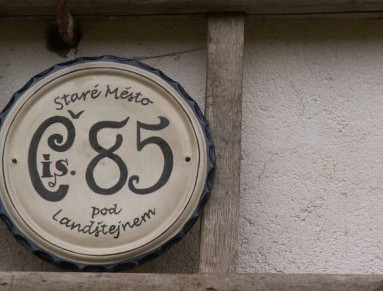 Staré Město
Čís. 85
pod
Landštejnem